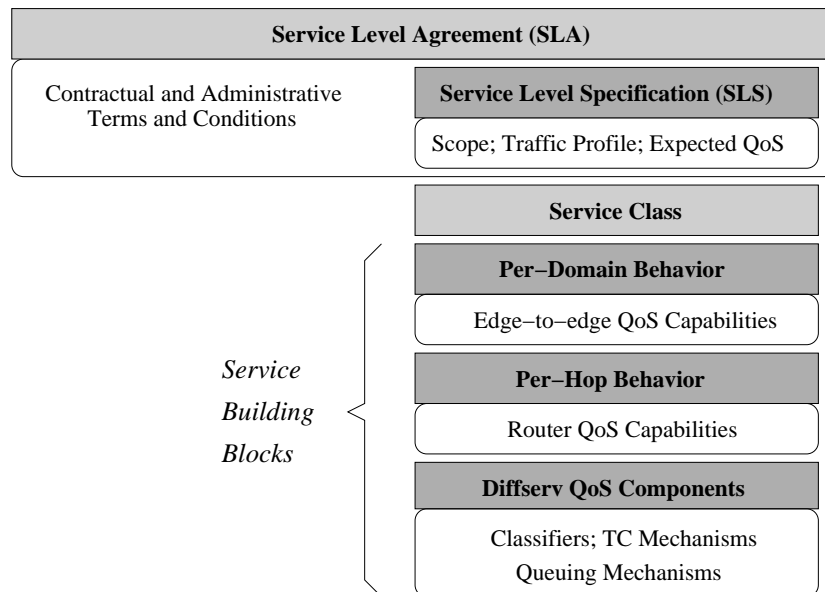 Service Level Agreement (SLA)
Contractual and Administrative
Terms and Conditions
Service Level Specification (SLS)
Scope; Traffic Profile; Expected QoS
Service Class
Service
Building
Blocks
Per−Domain Behavior
Edge−to−edge QoS Capabilities
Per−Hop Behavior
Router QoS Capabilities
Diffserv QoS Components
Classifiers; TC Mechanisms
Queuing Mechanisms